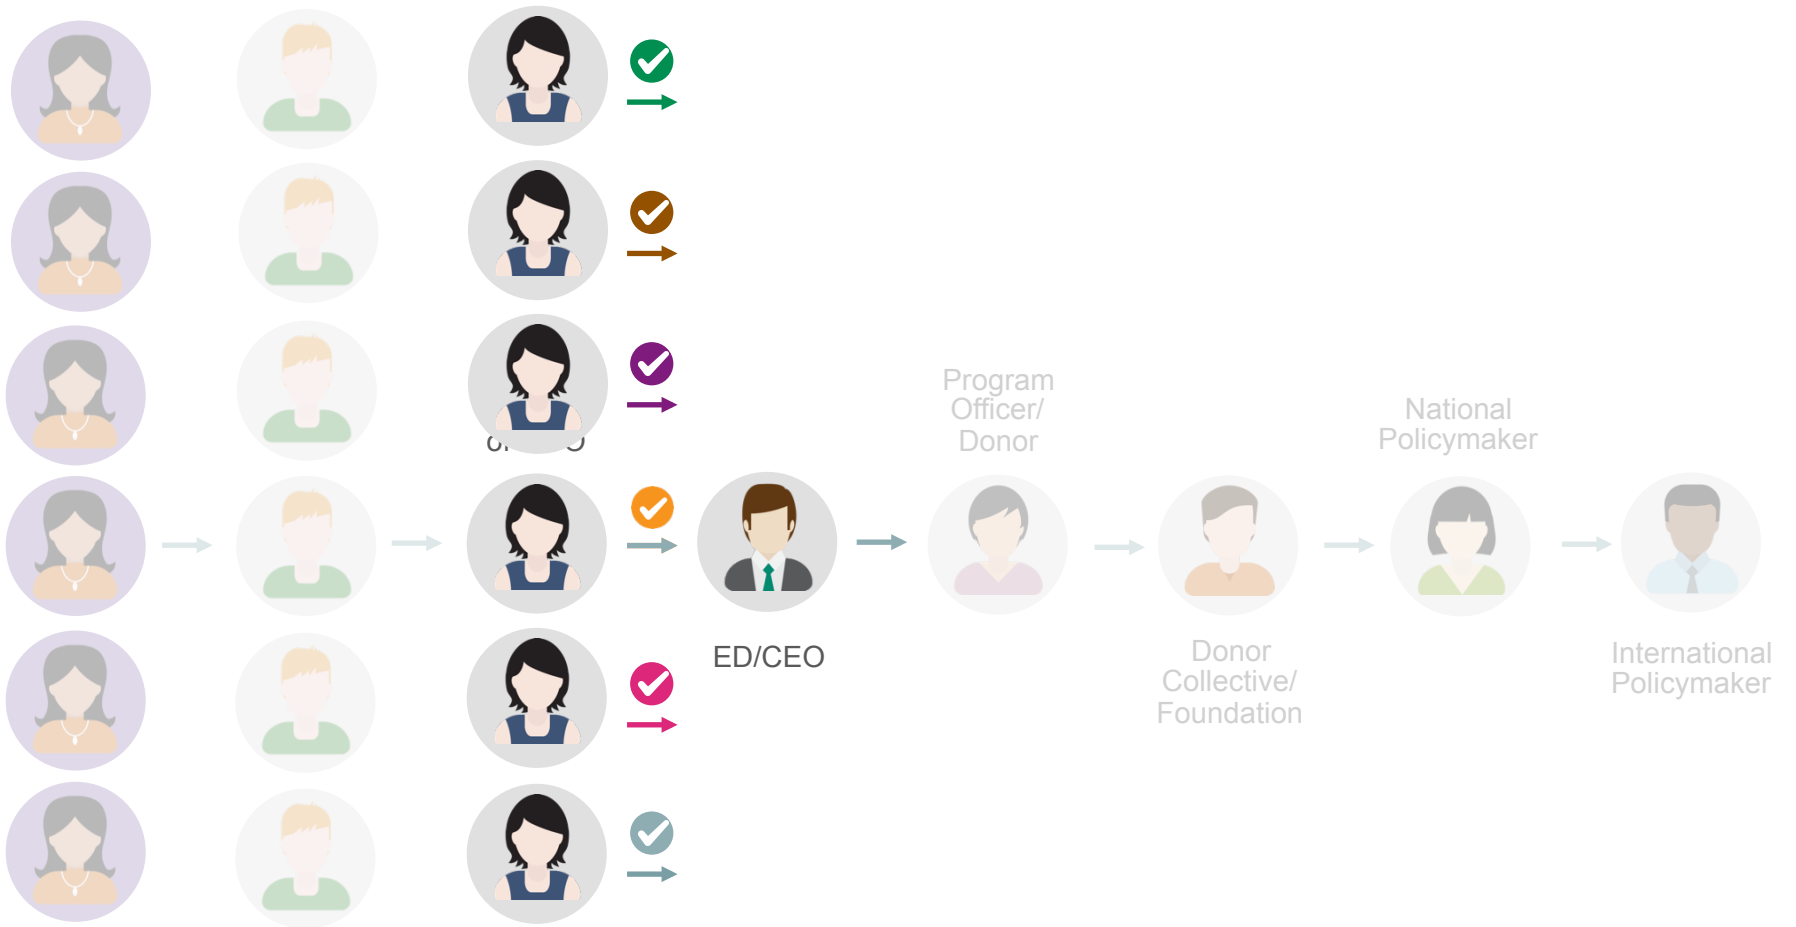 Program
Officer/
Donor
National
Policymaker
ED/CEO
Donor
Collective/
Foundation
International
Policymaker